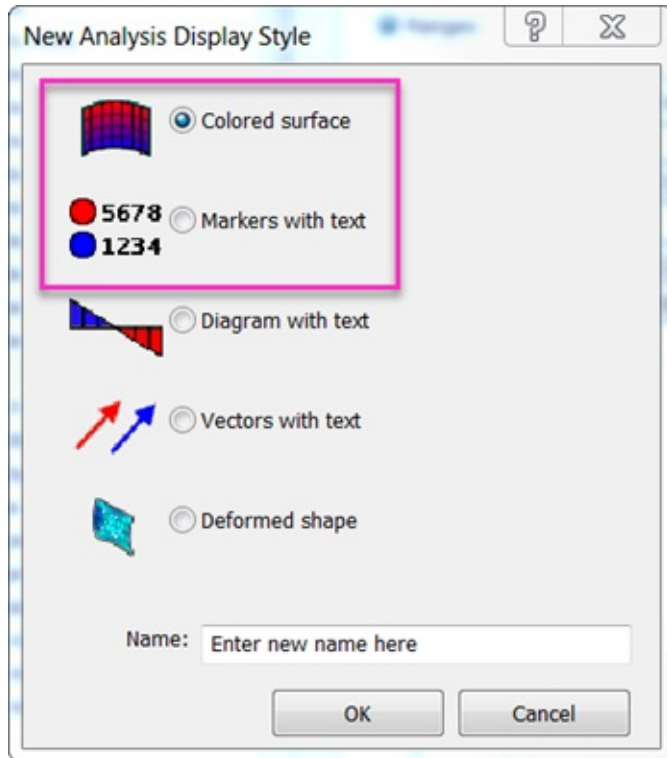 New Analysis Display Style
Colored surface
5678
Markers with text
1234
Diagram with text
Vectors with text
Deformed shape
Name: Enter new name here
OK Cancel